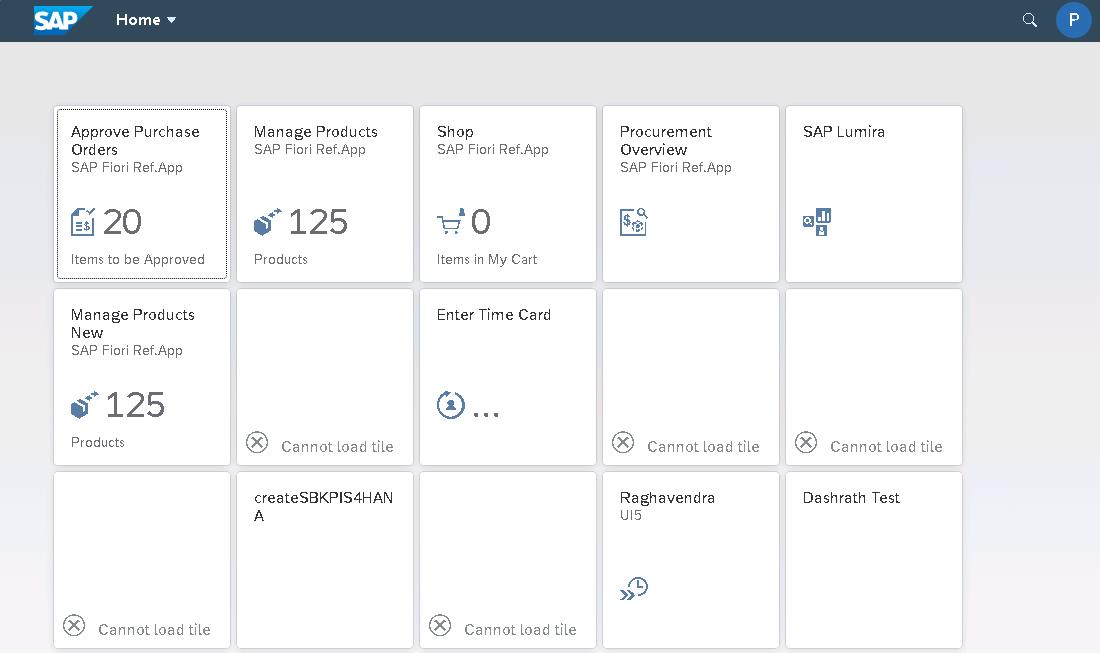 SAP Home P
Approve Purchase
Orders
SAP Fiori Ref.App
20
Items to be Approved
Manage Products
SAP Fiori Ref.App
125
Products
Shop
SAP Fiori Ref.App
0
Items in My Cart
Procurement
Overview
SAP Fiori Ref.App
SAP Lumira
Manage Products
New
SAP Fiori Ref.App
125
Products
Cannot load tile
Enter Time Card
...
Cannot load tile
Cannot load tile
Cannot load tile
createSBKPIS4HAN
A
Cannot load tile
Raghavendra
UI5
Dashrath Test